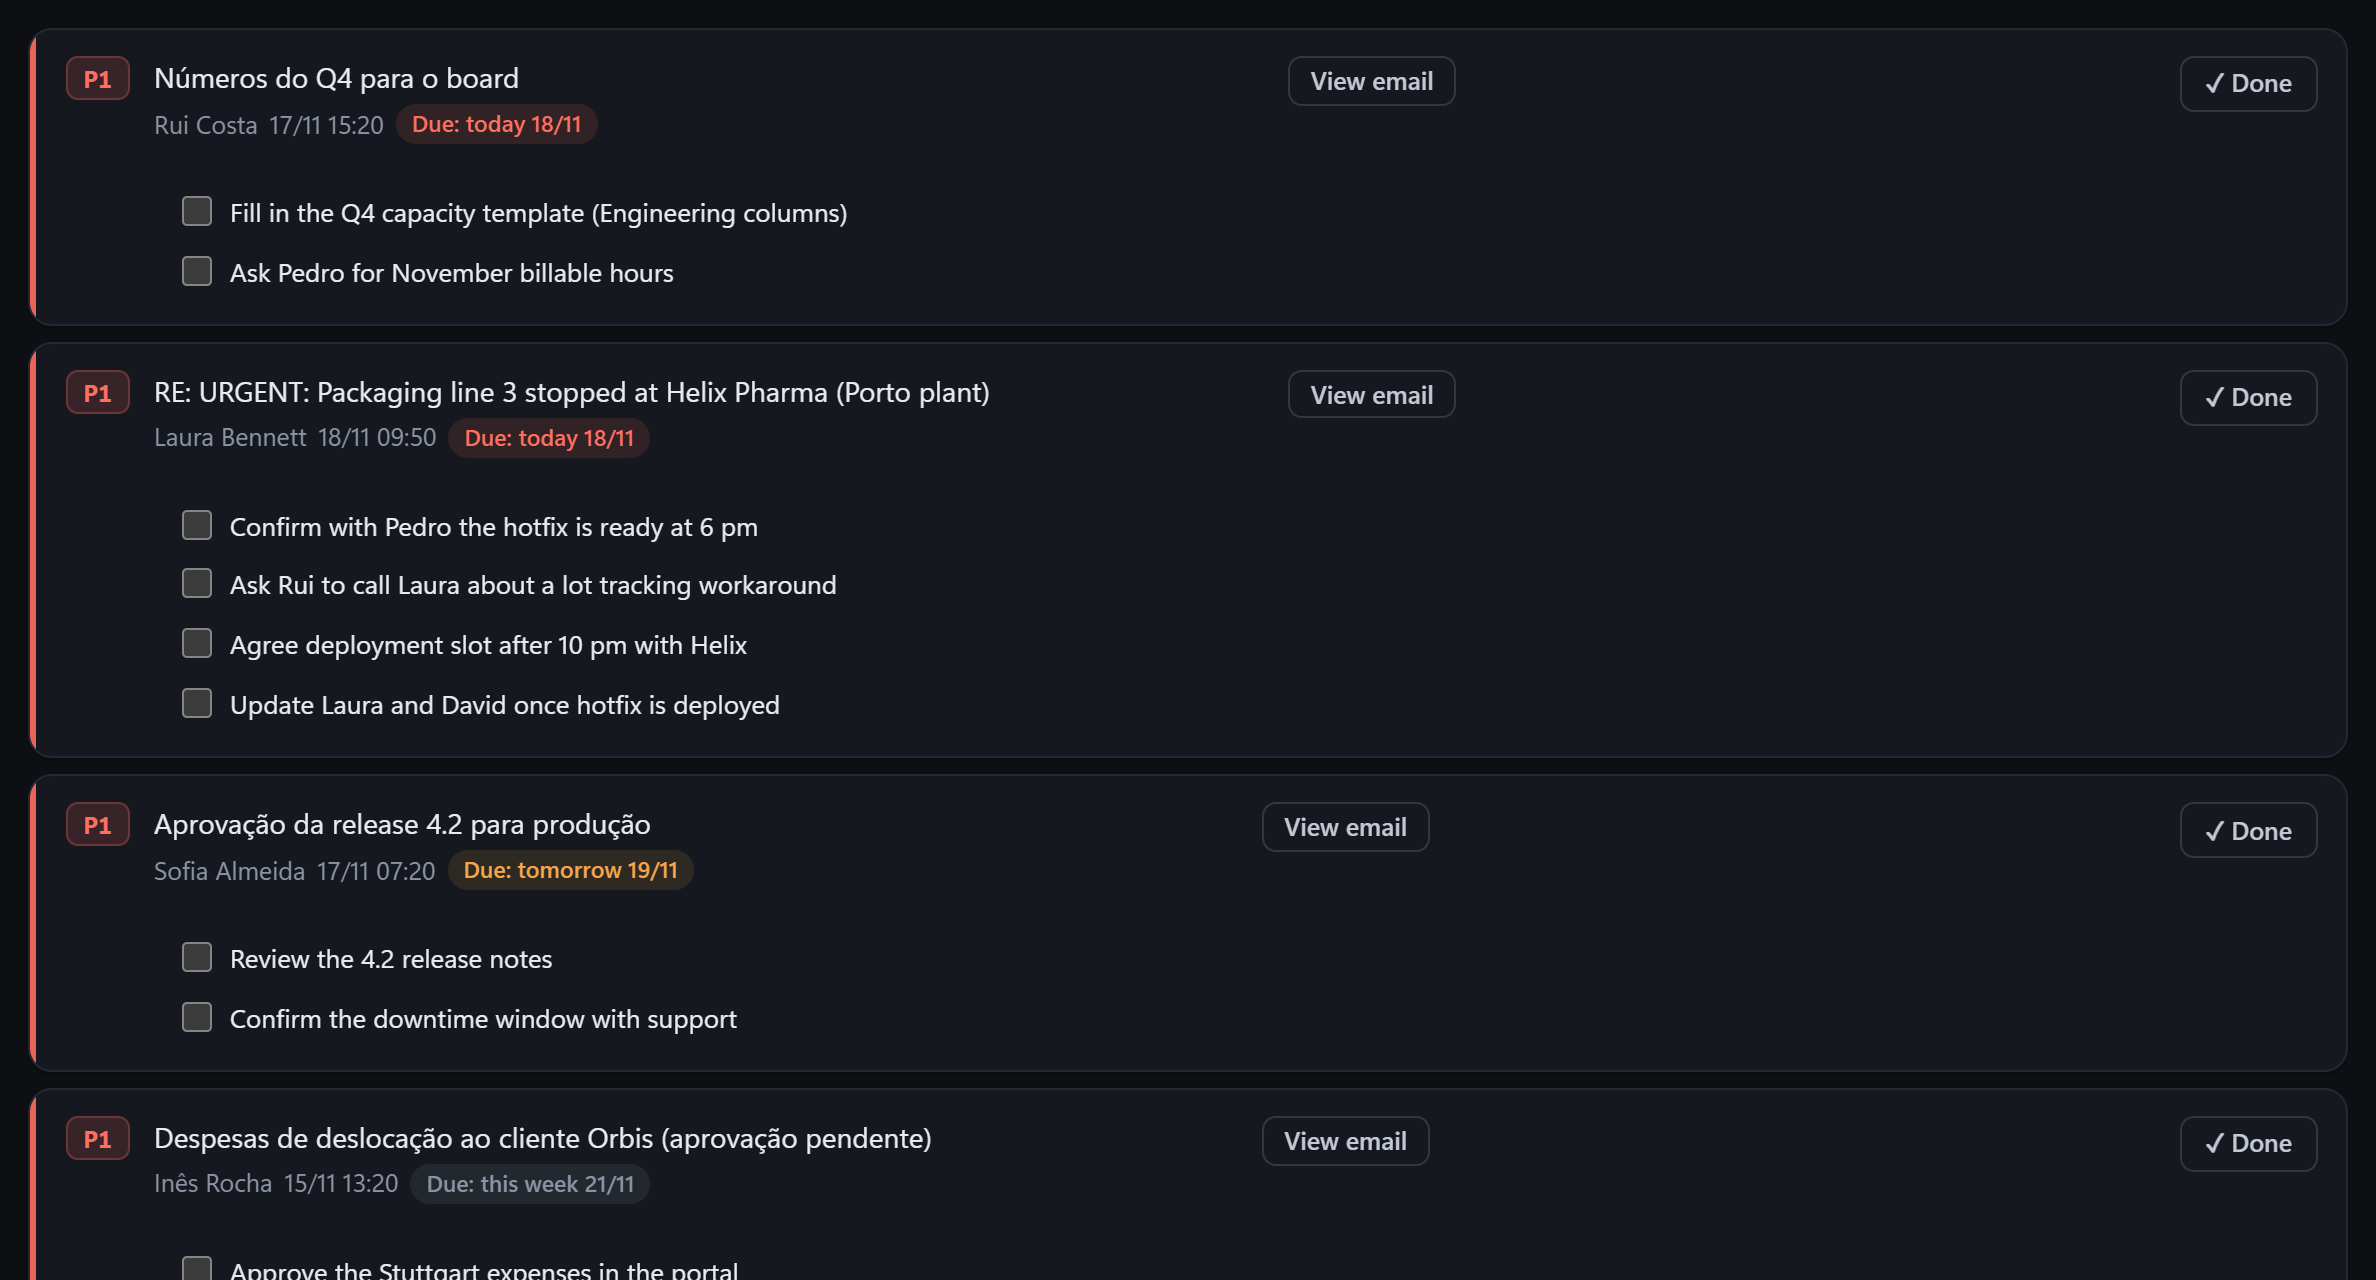 P1 Números do Q4 para o board View email ✓ Done
Rui Costa 17/11 15:20 Due: today 18/11
Fill in the Q4 capacity template (Engineering columns)
Ask Pedro for November billable hours
P1 RE: URGENT: Packaging line 3 stopped at Helix Pharma (Porto plant) View email ✓ Done
Laura Bennett 18/11 09:50 Due: today 18/11
Confirm with Pedro the hotfix is ready at 6 pm
Ask Rui to call Laura about a lot tracking workaround
Agree deployment slot after 10 pm with Helix
Update Laura and David once hotfix is deployed
P1 Aprovação da release 4.2 para produção View email ✓ Done
Sofia Almeida 17/11 07:20 Due: tomorrow 19/11
Review the 4.2 release notes
Confirm the downtime window with support
P1 Despesas de deslocação ao cliente Orbis (aprovação pendente) View email ✓ Done
Inês Rocha 15/11 13:20 Due: this week 21/11
Approve the Stuttgart expenses in the portal